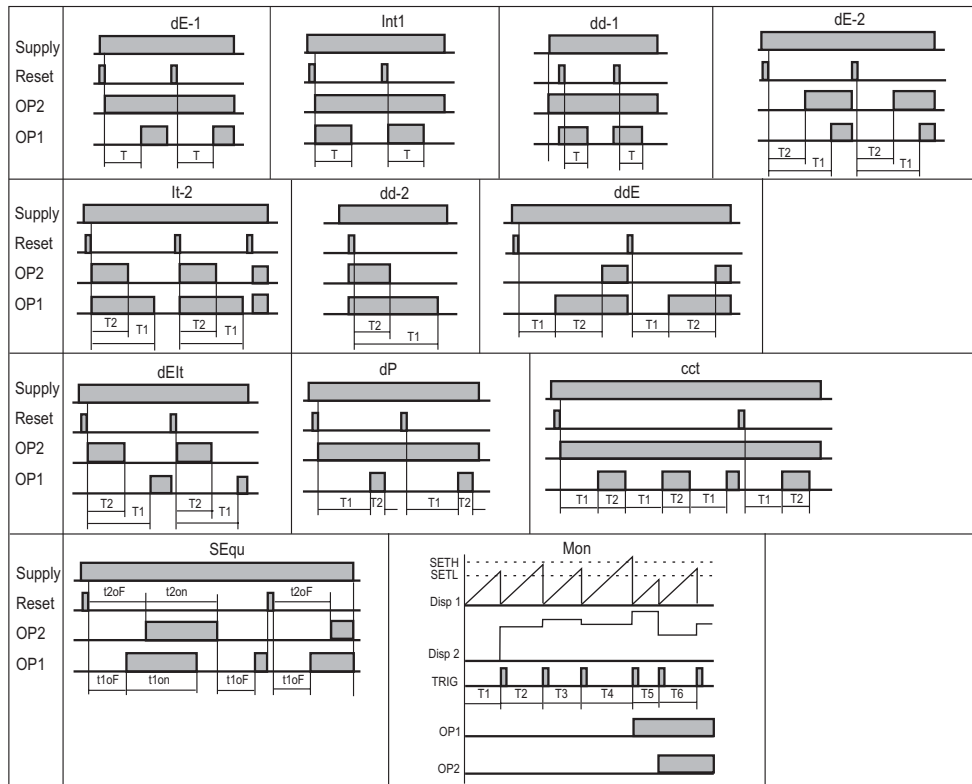 dE-1 Int1 dd-1 dE-2
Supply
Reset
OP2
OP1
T T T T T T T2 T1 T2 T1
It-2 dd-2 ddE
Supply
Reset
OP2
OP1
T2 T1 T2 T1 T2 T1 T1 T2 T1 T2
dEIt dP cct
Supply
Reset
OP2
OP1
T2 T1 T2 T1 T1 T2 T1 T2 T1 T2 T1 T2 T1 T1 T2
SEqu
Supply
Reset t2oF t2on t2oF
OP2
OP1
t1oF t1on t1oF t1oF
Mon
SETH
SETL
Disp 1
Disp 2
TRIG
T1 T2 T3 T4 T5 T6
OP1
OP2